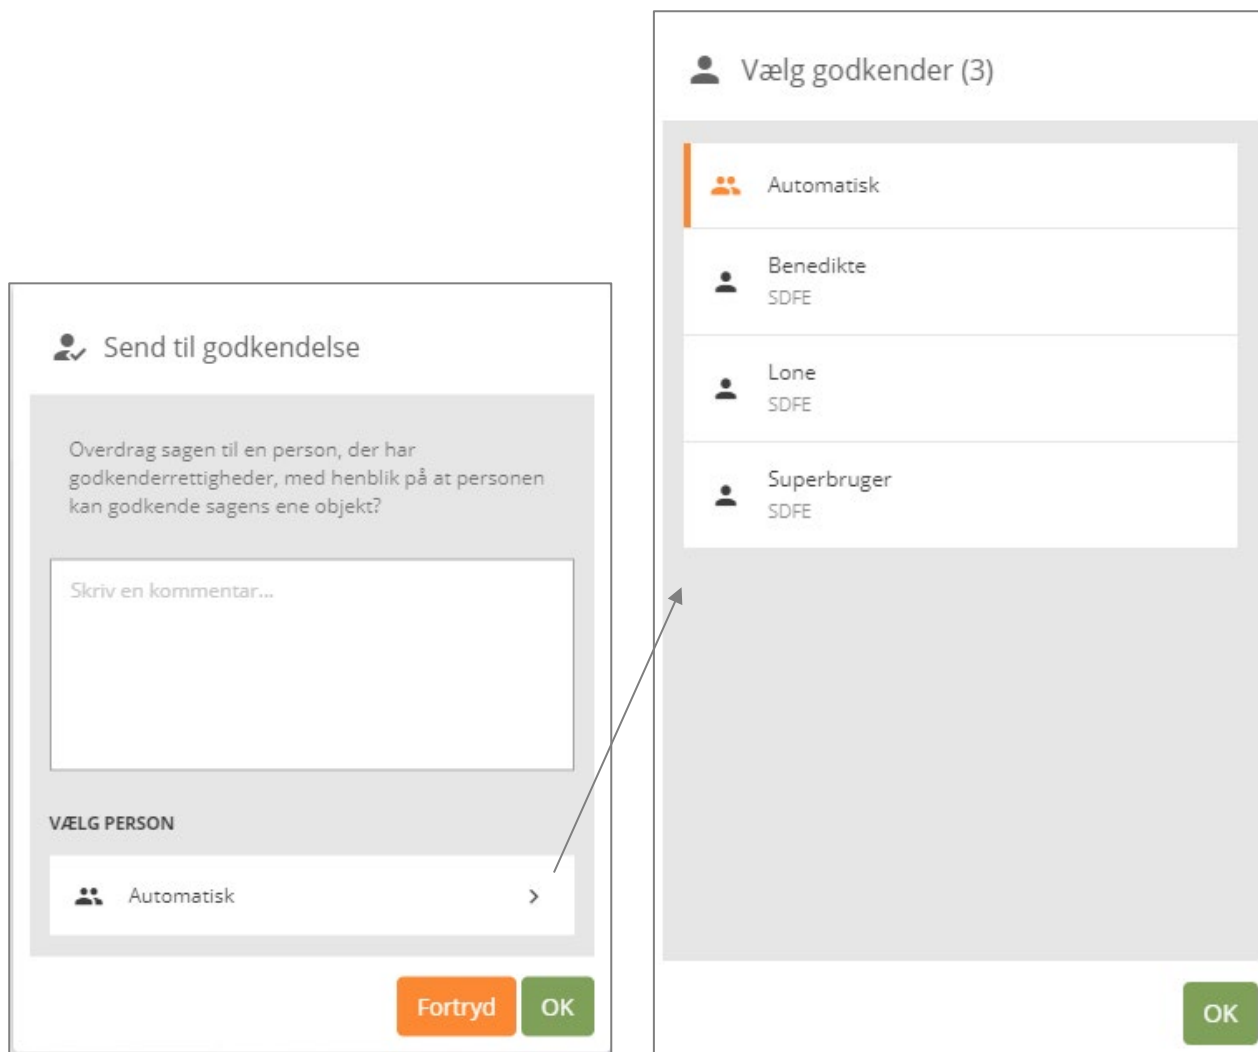 Send til godkendelse
Overdrag sagen til en person, der har
godkenderrettigheder, med henblik på at personen
kan godkende sagens ene objekt?
Skriv en kommentar...
VÆLG PERSON
Automatisk
Fortryd
OK
Vælg godkender (3)
Automatisk
Benedikte
SDFE
Lone
SDFE
Superbruger
SDFE
OK